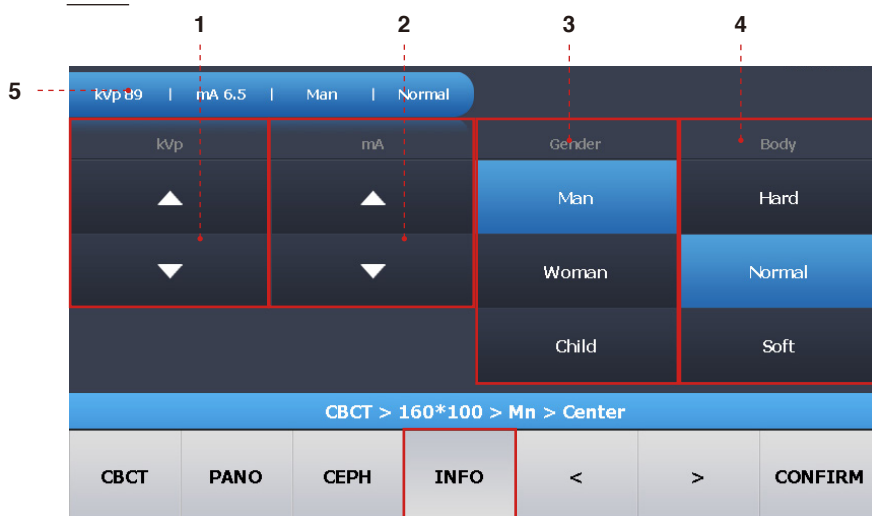 1 2 3 4
5
kVp 89 | mA 6.5 | Man | Normal
kVp mA Gender Body
Man Hard
Woman Normal
Child Soft
CBCT > 160*100 > Mn > Center
CBCT PANO CEPH INFO < > CONFIRM